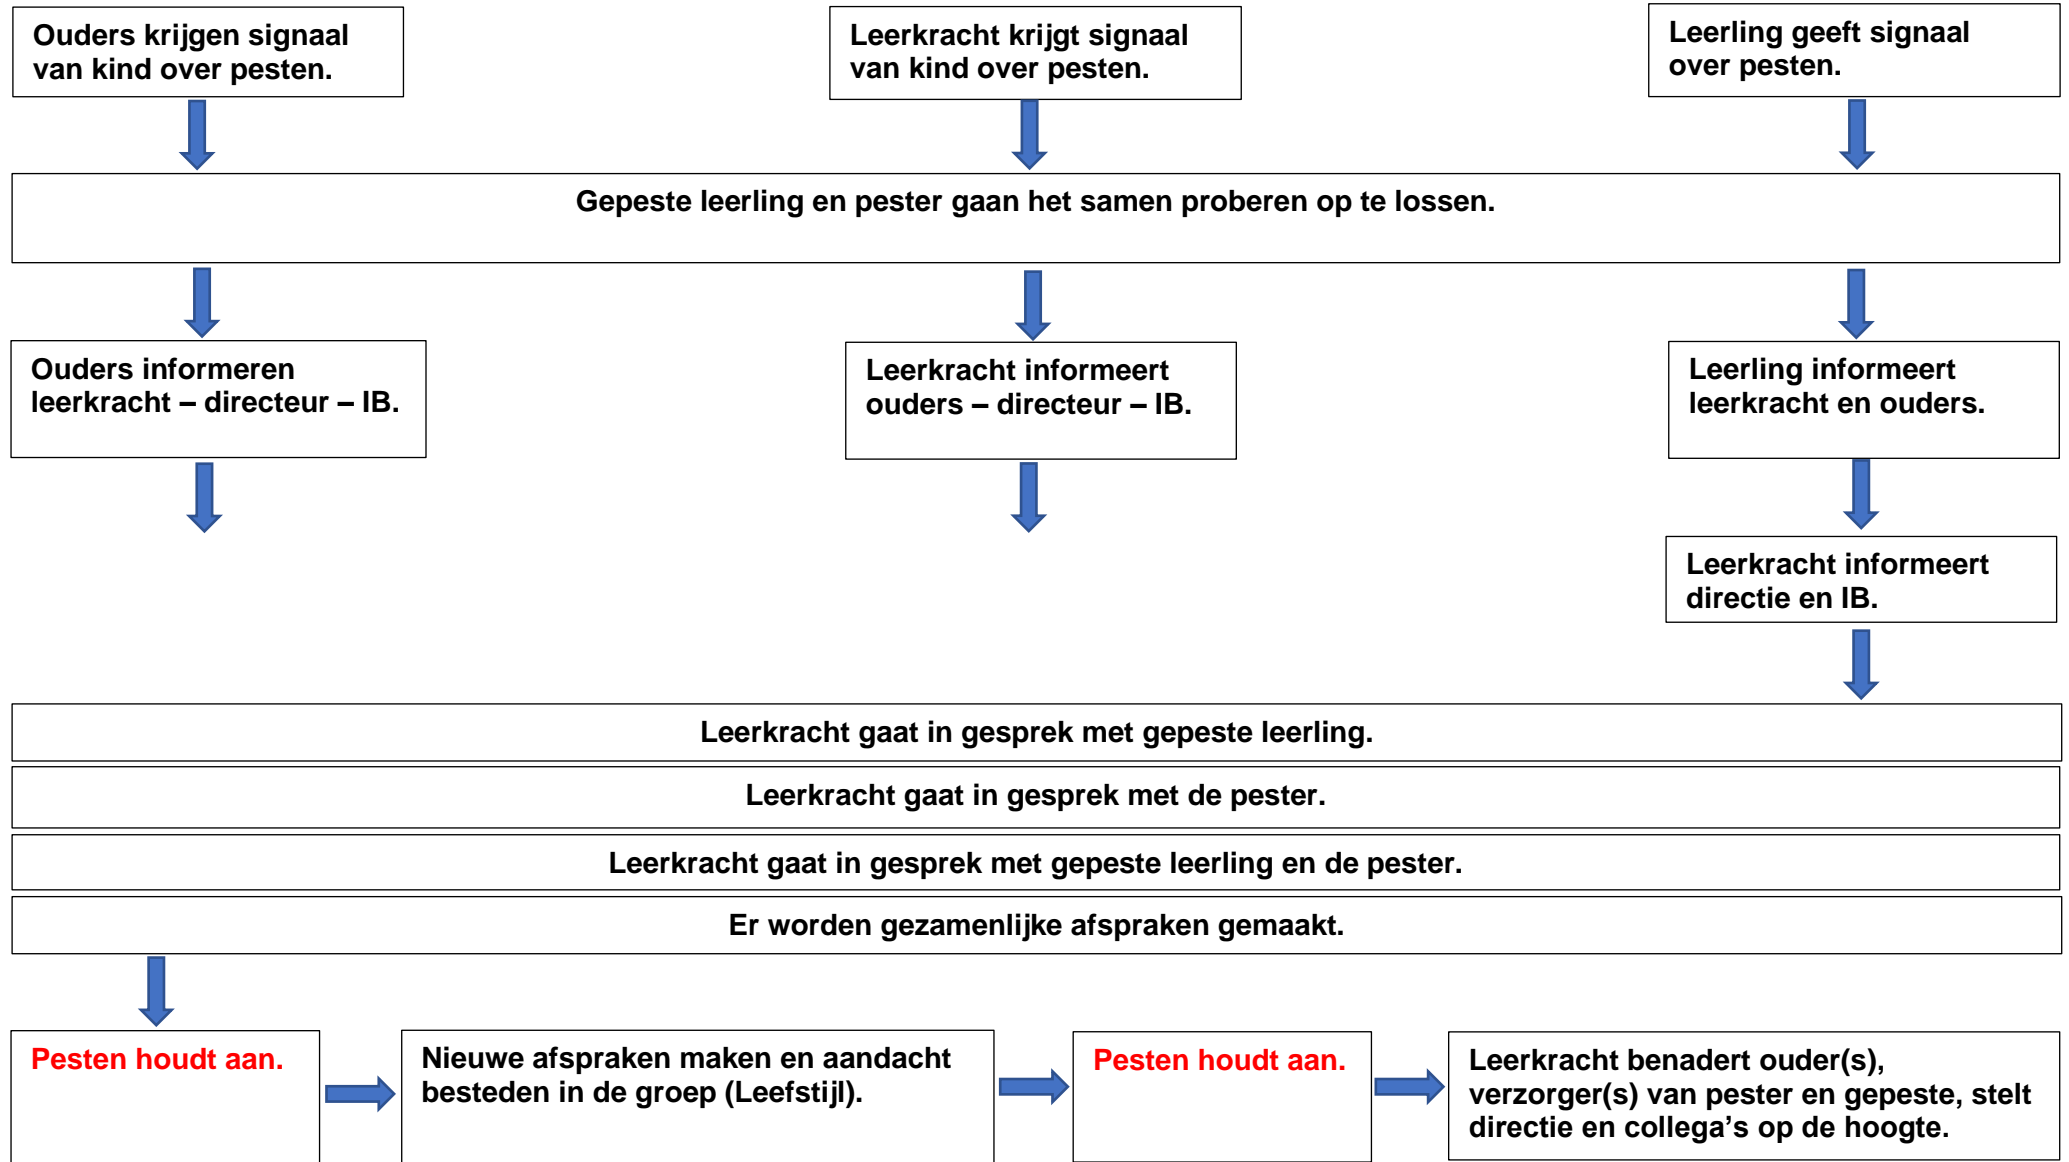 Ouders krijgen signaal
van kind over pesten.
Leerkracht krijgt signaal
van kind over pesten.
Leerling geeft signaal
over pesten.
Gepeste leerling en pester gaan het samen proberen op te lossen.
Ouders informeren
leerkracht – directeur – IB.
Leerkracht informeert
ouders – directeur – IB.
Leerling informeert
leerkracht en ouders.
Leerkracht informeert
directie en IB.
Leerkracht gaat in gesprek met gepeste leerling.
Leerkracht gaat in gesprek met de pester.
Leerkracht gaat in gesprek met gepeste leerling en de pester.
Er worden gezamenlijke afspraken gemaakt.
Pesten houdt aan.
Nieuwe afspraken maken en aandacht
besteden in de groep (Leefstijl).
Pesten houdt aan.
Leerkracht benadert ouder(s),
verzorger(s) van pester en gepeste, stelt
directie en collega’s op de hoogte.